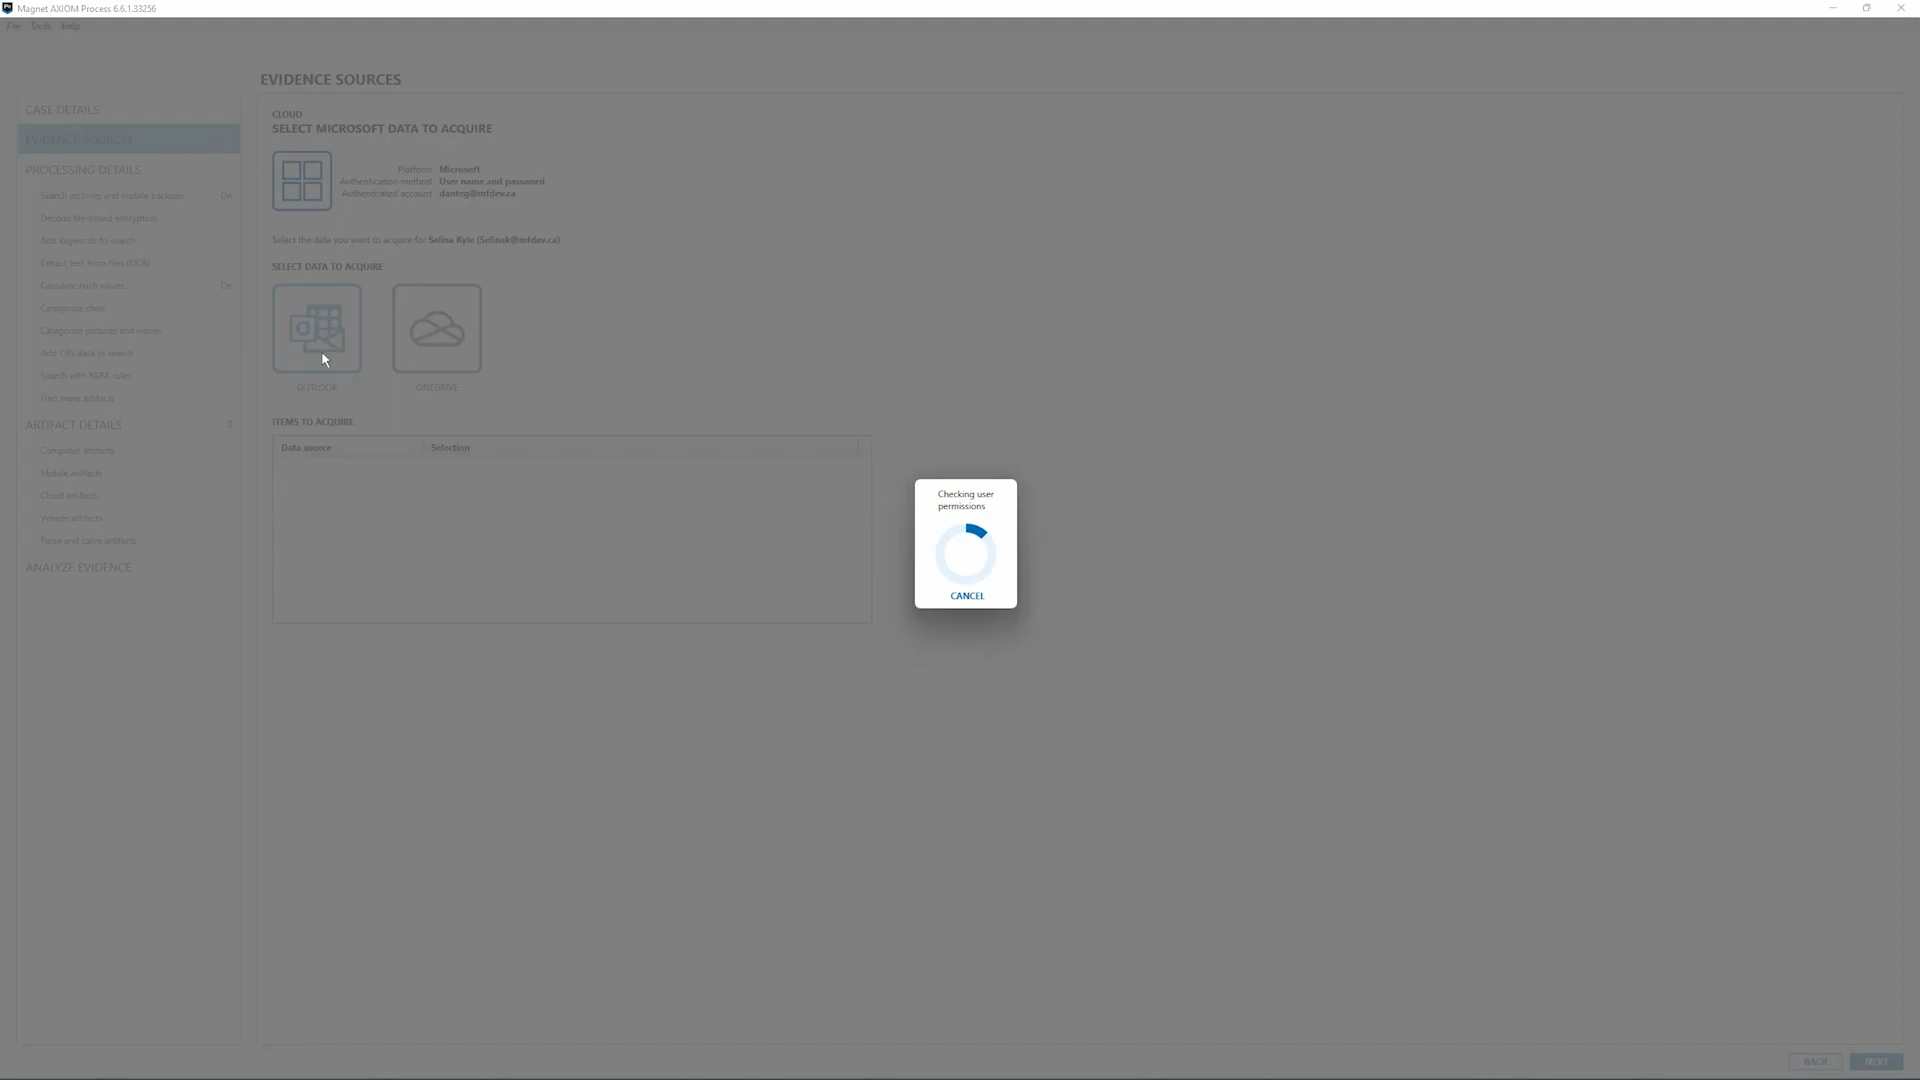 Magnet AXIOM Process 6.6.1.33256
File Tools Help
EVIDENCE SOURCES
CASE DETAILS
EVIDENCE SOURCES
PROCESSING DETAILS
Search archives and mobile backups On
Decode file-based encryption
Add keywords to search
Extract text from files (OCR)
Calculate hash values On
Categorize chats
Categorize pictures and videos
Add CPS data to search
Search with YARA rules
Find more artifacts
ARTIFACT DETAILS 0
Computer artifacts
Mobile artifacts
Cloud artifacts
Vehicle artifacts
Parse and carve artifacts
ANALYZE EVIDENCE
CLOUD
SELECT MICROSOFT DATA TO ACQUIRE
Platform Microsoft
Authentication method User name and password
Authenticated account danteg@mfdev.ca
Select the data you want to acquire for Selina Kyle (Selinak@mfdev.ca)
SELECT DATA TO ACQUIRE
OUTLOOK ONEDRIVE
ITEMS TO ACQUIRE
Data source Selection
Checking user
permissions
CANCEL
BACK NEXT